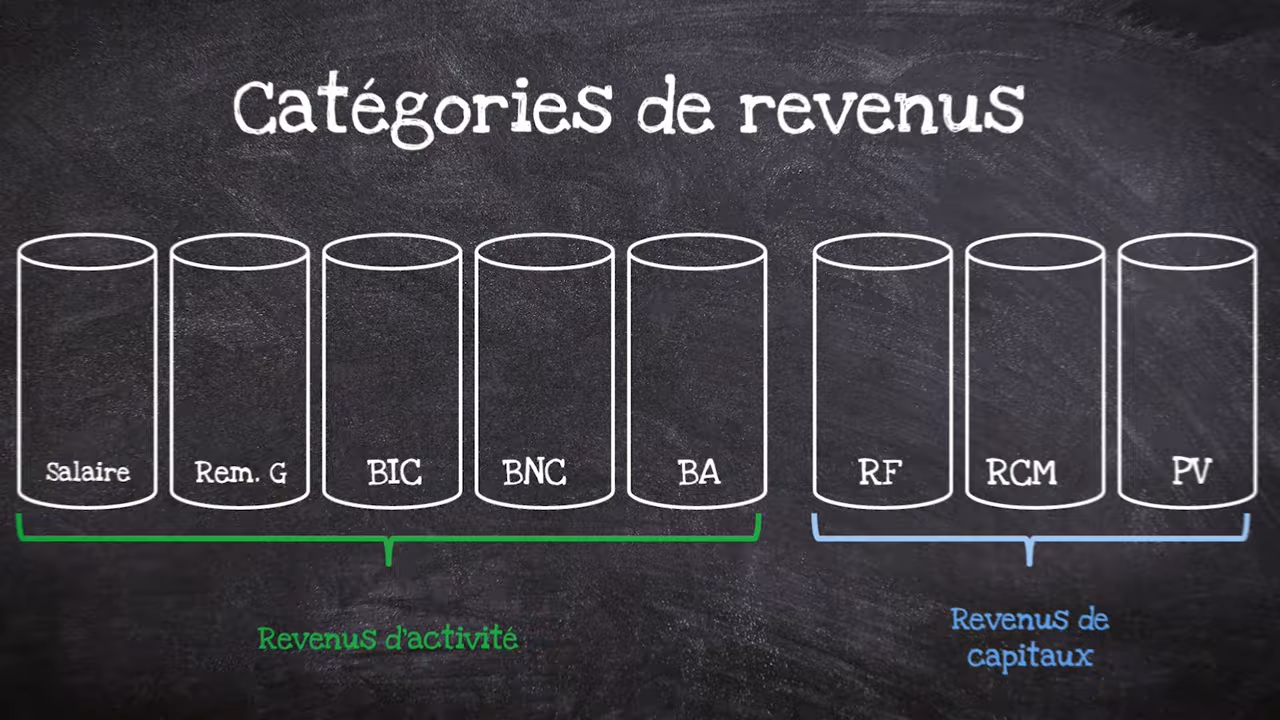 Catégories de revenus
Salaire
Rem. G
BIC
BNC
BA
RF
RCM
PV
Revenus d'activité
Revenus de
capitaux